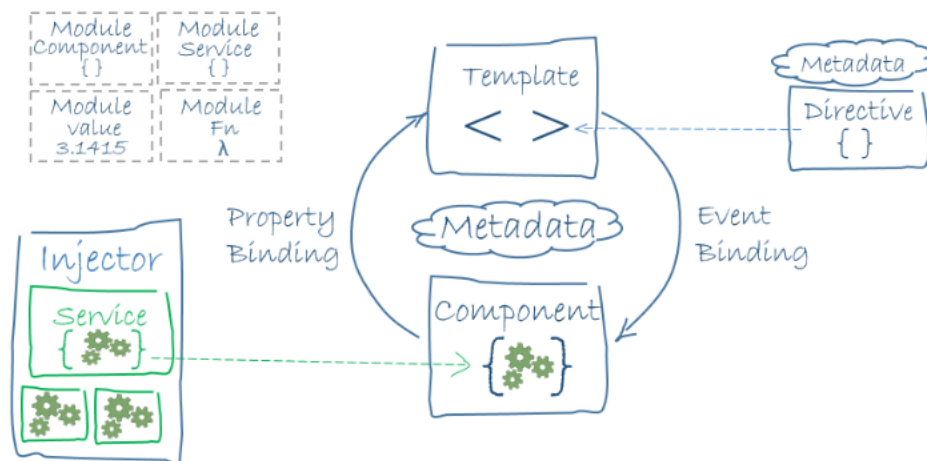 Module
Component
{ }
Module
Service
{ }
Module
value
3.1415
Module
Fn
λ
Template
< >
Metadata
Directive
{ }
Property
Binding
Metadata
Event
Binding
Injector
Service
{ }
Component
{ }